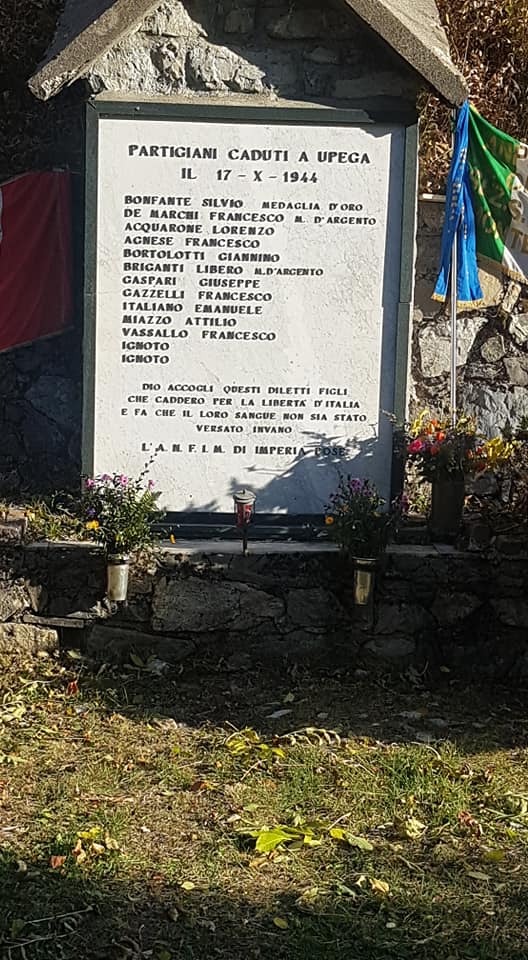 PARTIGIANI CADUTI A UPEGA
IL 17-X-1944
BONFANTE SILVIO MEDAGLIA D'ORO
DE MARCHI FRANCESCO M. D'ARGENTO
ACQUARONE LORENZO
AGNESE FRANCESCO
BORTOLOTTI GIANNINO
BRIGANTI LIBERO M.D'ARGENTO
GASPARI GIUSEPPE
GAZZELLI FRANCESCO
ITALIANO EMANUELE
MIAZZO ATTILIO
VASSALLO FRANCESCO
IGNOTO
IGNOTO
DIO ACCOGLI QUESTI DILETTI FIGLI
CHE CADDERO PER LA LIBERTA' D'ITALIA
E FA CHE IL LORO SANGUE NON SIA STATO
VERSATO INVANO
L'A.N.F.I.M. DI IMPERIA POSE